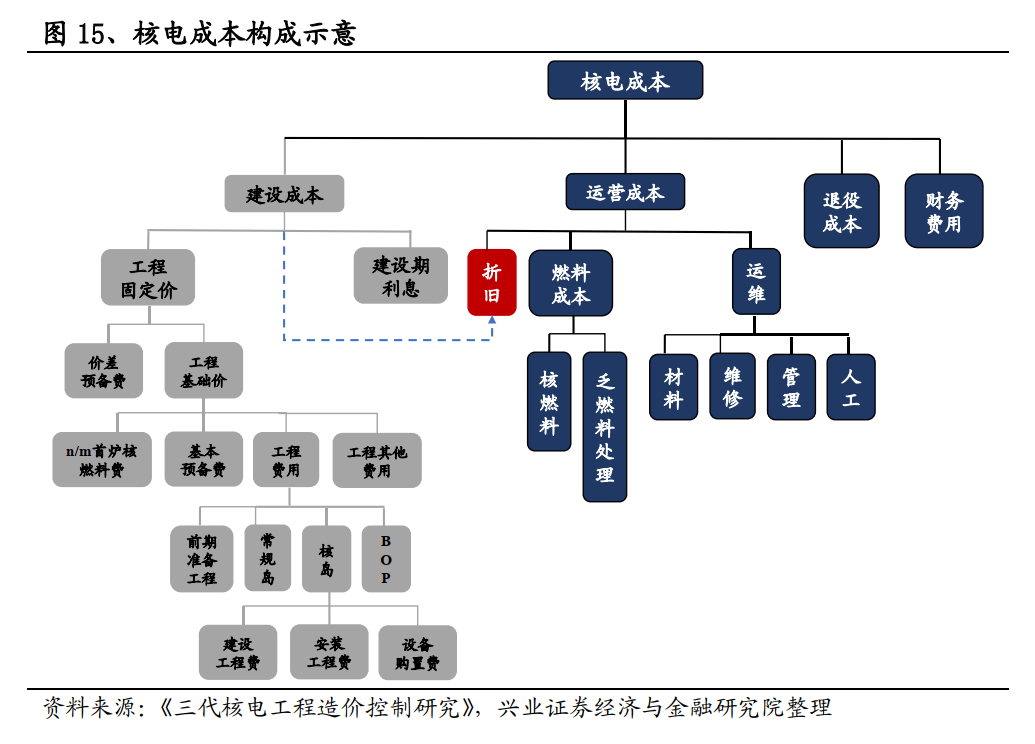 图 15、核电成本构成示意
核电成本
建设成本
运营成本
退役
成本
财务
费用
工程
固定价
建设期
利息
折
旧
燃料
成本
运
维
价差
预备费
工程
基础价
核
燃
料
乏
燃
料
处
理
材
料
维
修
管
理
人
工
n/m首炉核
燃料费
基本
预备费
工程
费用
工程其他
费用
前期
准备
工程
常
规
岛
核
岛
B
O
P
建设
工程费
安装
工程费
设备
购置费
资料来源：《三代核电工程造价控制研究》，兴业证券经济与金融研究院整理